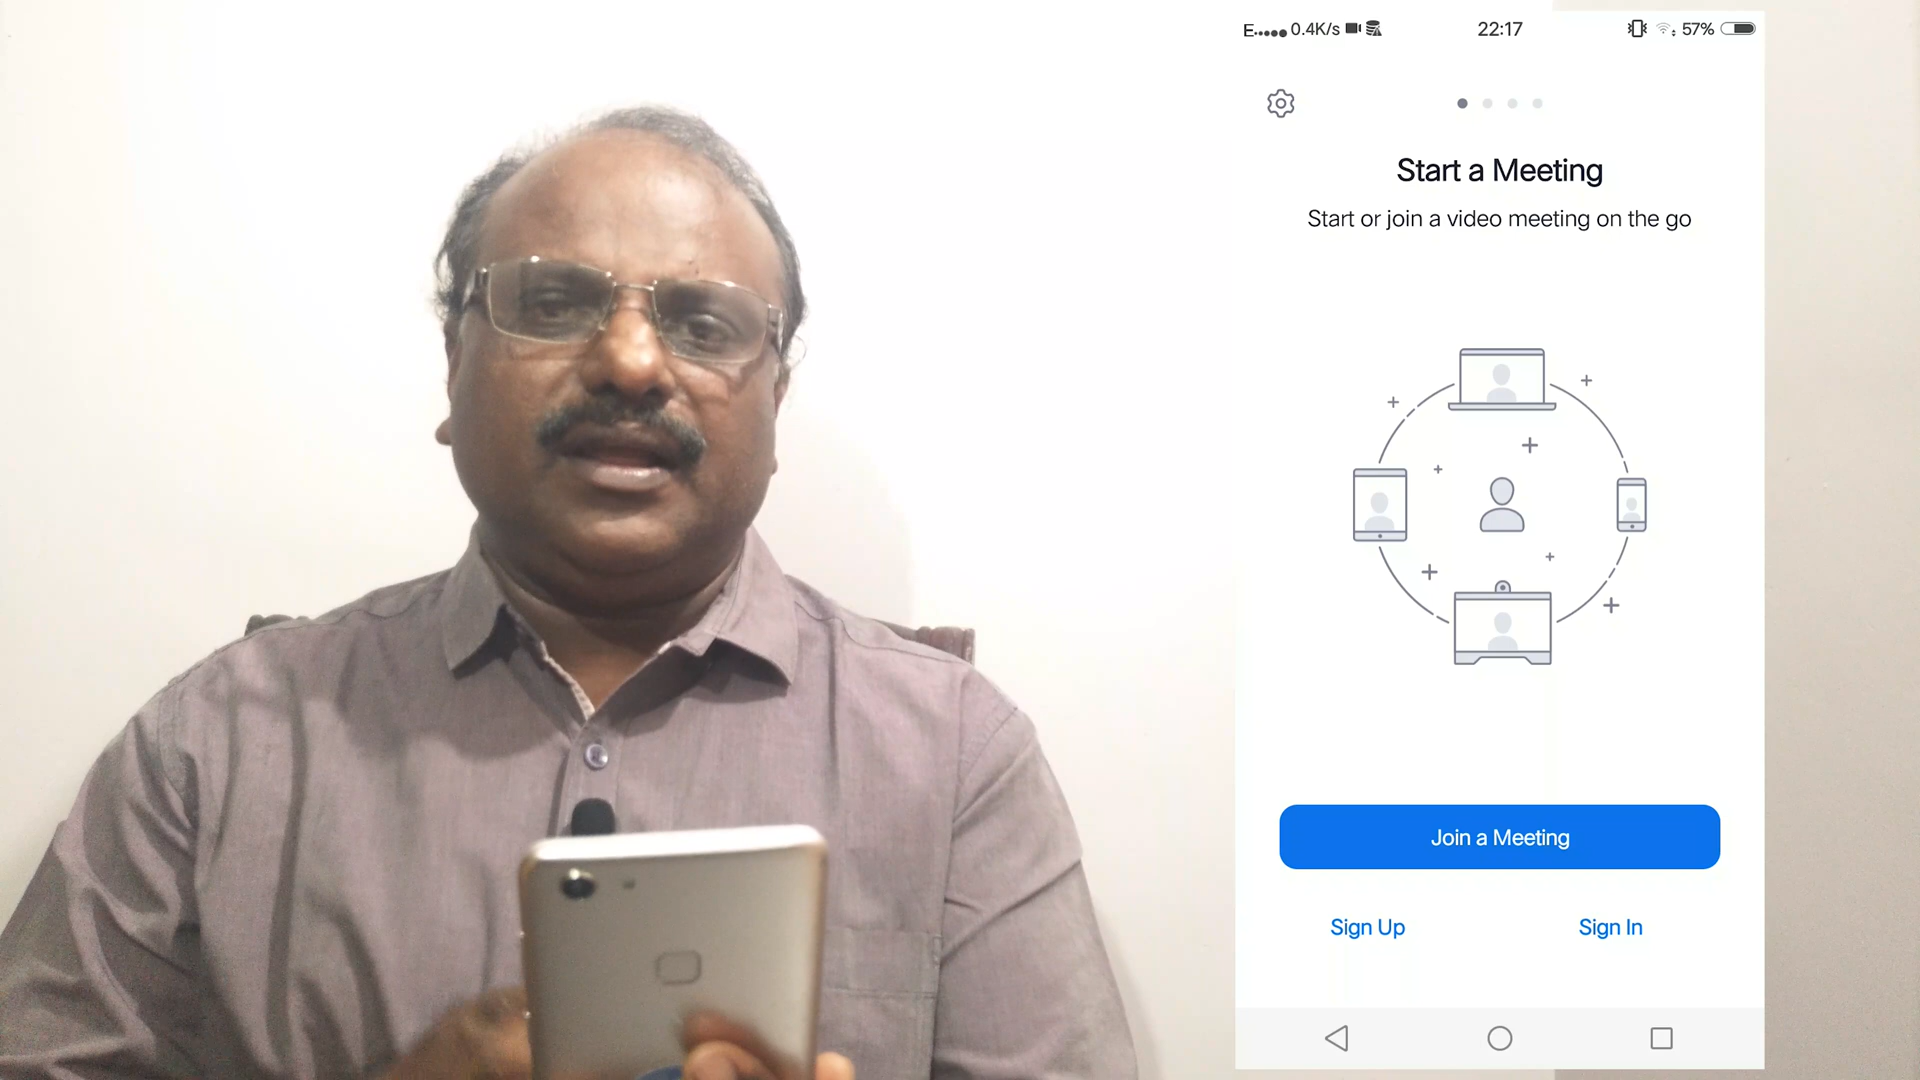 E..... 0.4K/s 22:17 57%
Start a Meeting
Start or join a video meeting on the go
Join a Meeting
Sign Up Sign In